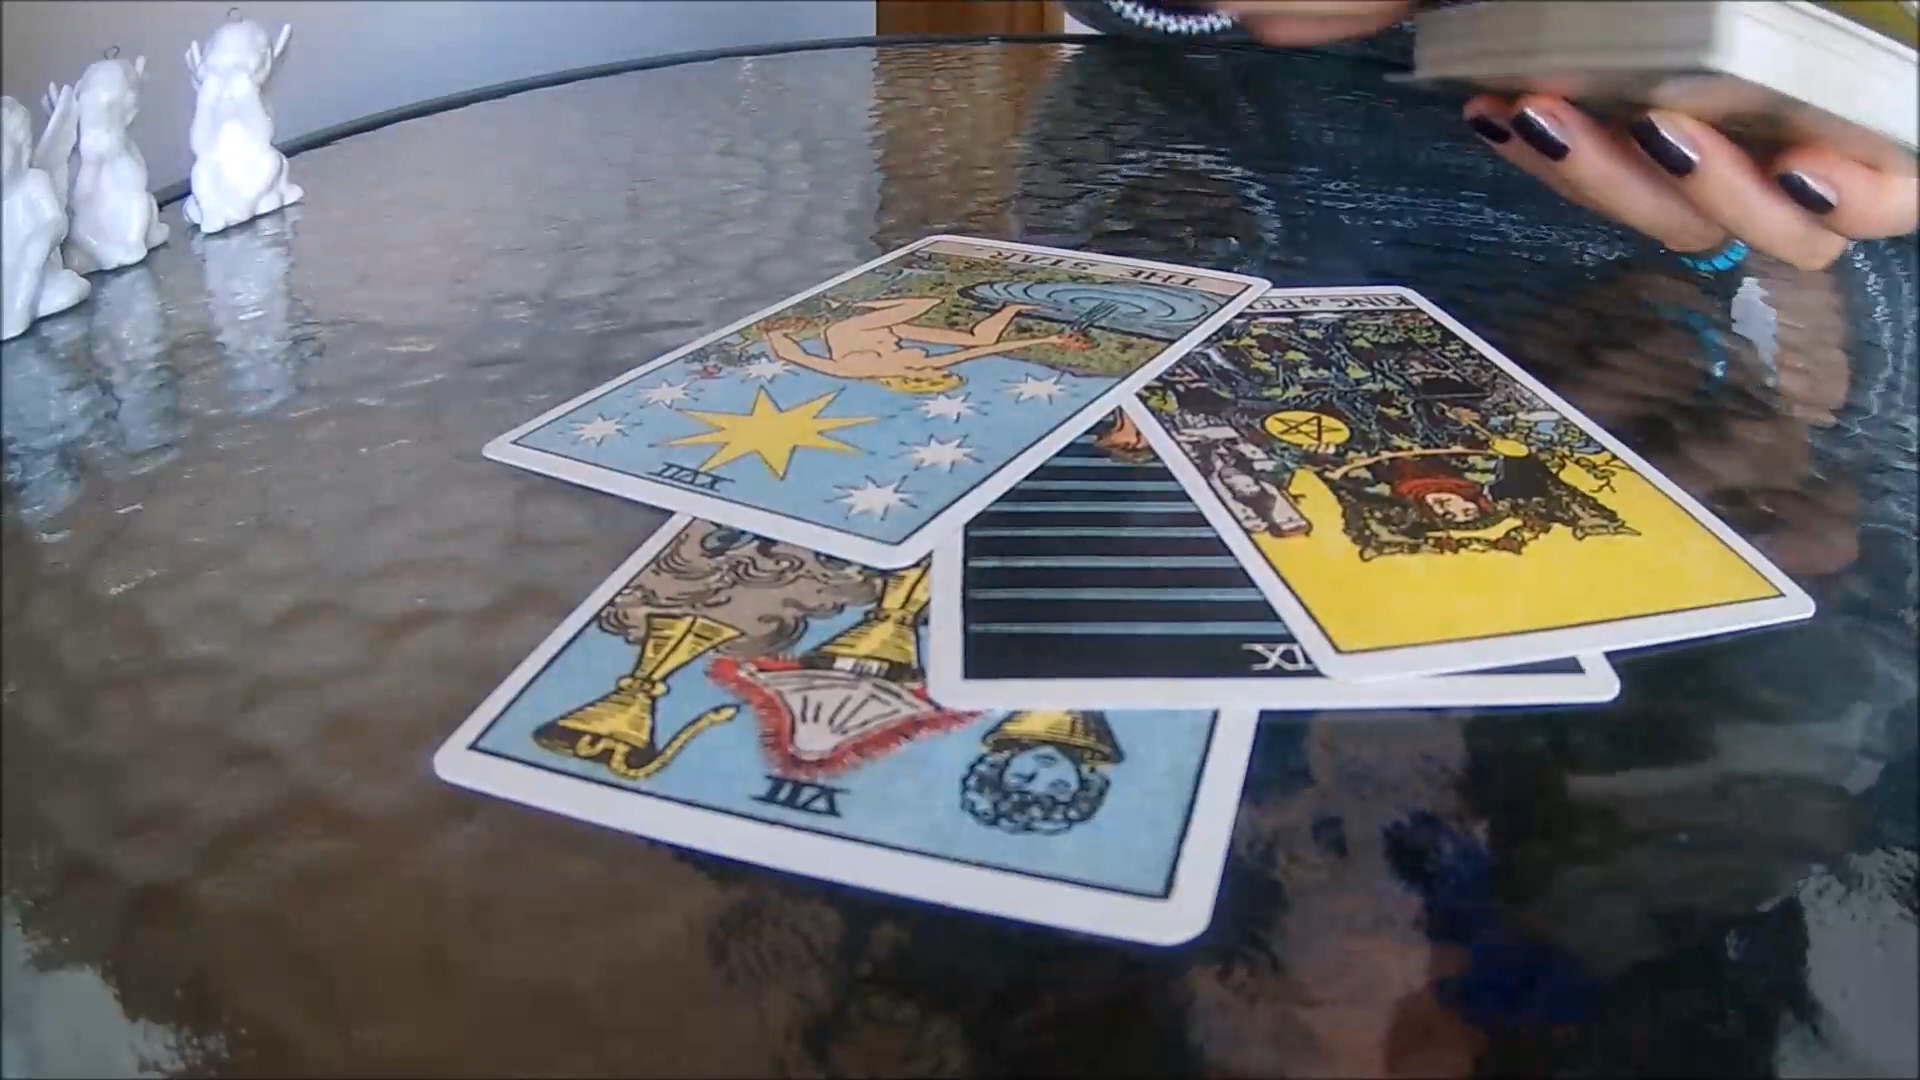 THE STAR
KING of PE
XVII
IX
VII